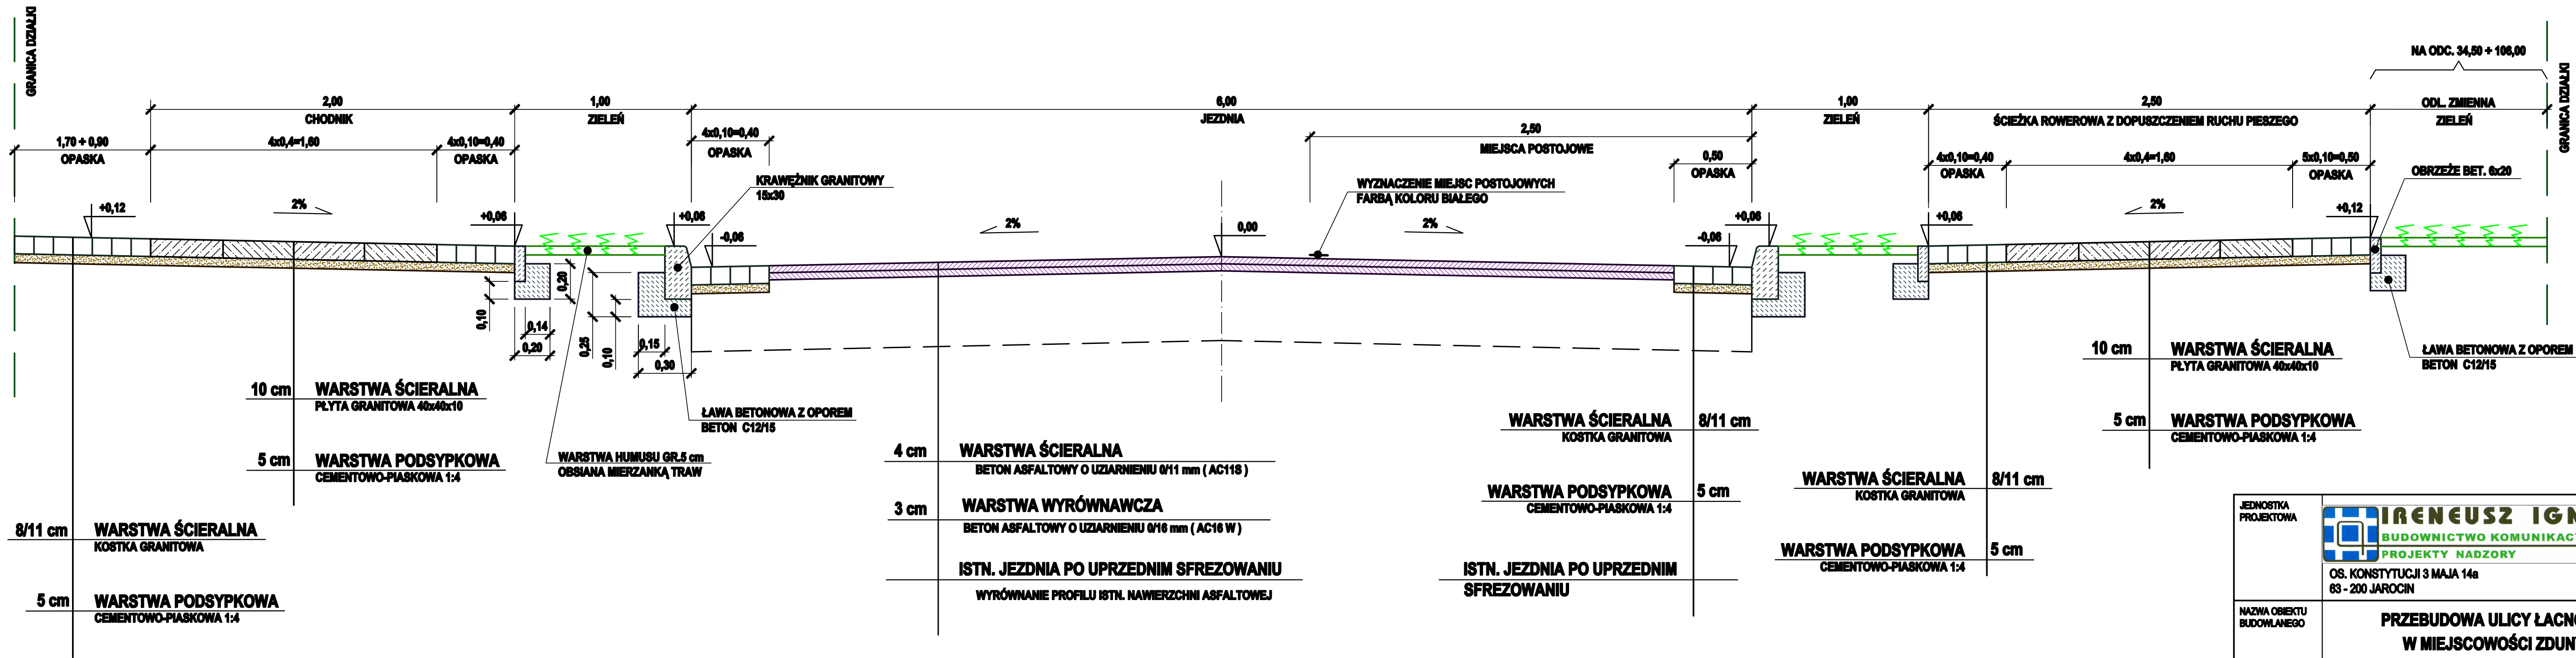 GRANICA DZIAŁKI
NA ODC. 34,50 ÷ 106,00
GRANICA DZIAŁKI
2,00
CHODNIK
1,00
ZIELEŃ
6,00
JEZDNIA
1,00
ZIELEŃ
2,50
ŚCIEŻKA ROWEROWA Z DOPUSZCZENIEM RUCHU PIESZEGO
ODL. ZMIENNA
ZIELEŃ
1,70 ÷ 0,90
OPASKA
4x0,4=1,60
4x0,10=0,40
OPASKA
4x0,10=0,40
OPASKA
2,50
MIEJSCA POSTOJOWE
0,50
OPASKA
4x0,10=0,40
OPASKA
4x0,4=1,60
5x0,10=0,50
OPASKA
OBRZEŻE BET. 6x20
KRAWĘŻNIK GRANITOWY
15x30
WYZNACZENIE MIEJSC POSTOJOWYCH
FARBĄ KOLORU BIAŁEGO
+0,12
2%
+0,06
+0,06
-0,06
2%
0,00
2%
-0,06
+0,06
+0,06
2%
+0,12
0,10
0,14
0,20
0,20
0,25
0,10
0,15
0,30
10 cm WARSTWA ŚCIERALNA
PŁYTA GRANITOWA 40x40x10
5 cm WARSTWA PODSYPKOWA
CEMENTOWO-PIASKOWA 1:4
8/11 cm WARSTWA ŚCIERALNA
KOSTKA GRANITOWA
5 cm WARSTWA PODSYPKOWA
CEMENTOWO-PIASKOWA 1:4
WARSTWA HUMUSU GR.5 cm
OBSIANA MIERZANKĄ TRAW
ŁAWA BETONOWA Z OPOREM
BETON C12/15
4 cm WARSTWA ŚCIERALNA
BETON ASFALTOWY O UZIARNIENIU 0/11 mm ( AC11S )
3 cm WARSTWA WYRÓWNAWCZA
BETON ASFALTOWY O UZIARNIENIU 0/16 mm ( AC16 W )
ISTN. JEZDNIA PO UPRZEDNIM SFREZOWANIU
WYRÓWNANIE PROFILU ISTN. NAWIERZCHNI ASFALTOWEJ
WARSTWA ŚCIERALNA 8/11 cm
KOSTKA GRANITOWA
WARSTWA PODSYPKOWA 5 cm
CEMENTOWO-PIASKOWA 1:4
ISTN. JEZDNIA PO UPRZEDNIM
SFREZOWANIU
WARSTWA ŚCIERALNA 8/11 cm
KOSTKA GRANITOWA
WARSTWA PODSYPKOWA 5 cm
CEMENTOWO-PIASKOWA 1:4
10 cm WARSTWA ŚCIERALNA
PŁYTA GRANITOWA 40x40x10
5 cm WARSTWA PODSYPKOWA
CEMENTOWO-PIASKOWA 1:4
ŁAWA BETONOWA Z OPOREM
BETON C12/15
JEDNOSTKA
PROJEKTOWA
IRENEUSZ IGN
BUDOWNICTWO KOMUNIKAC
PROJEKTY NADZORY
OS. KONSTYTUCJI 3 MAJA 14a
63 - 200 JAROCIN
NAZWA OBIEKTU
BUDOWLANEGO
PRZEBUDOWA ULICY ŁACN
W MIEJSCOWOŚCI ZDUN